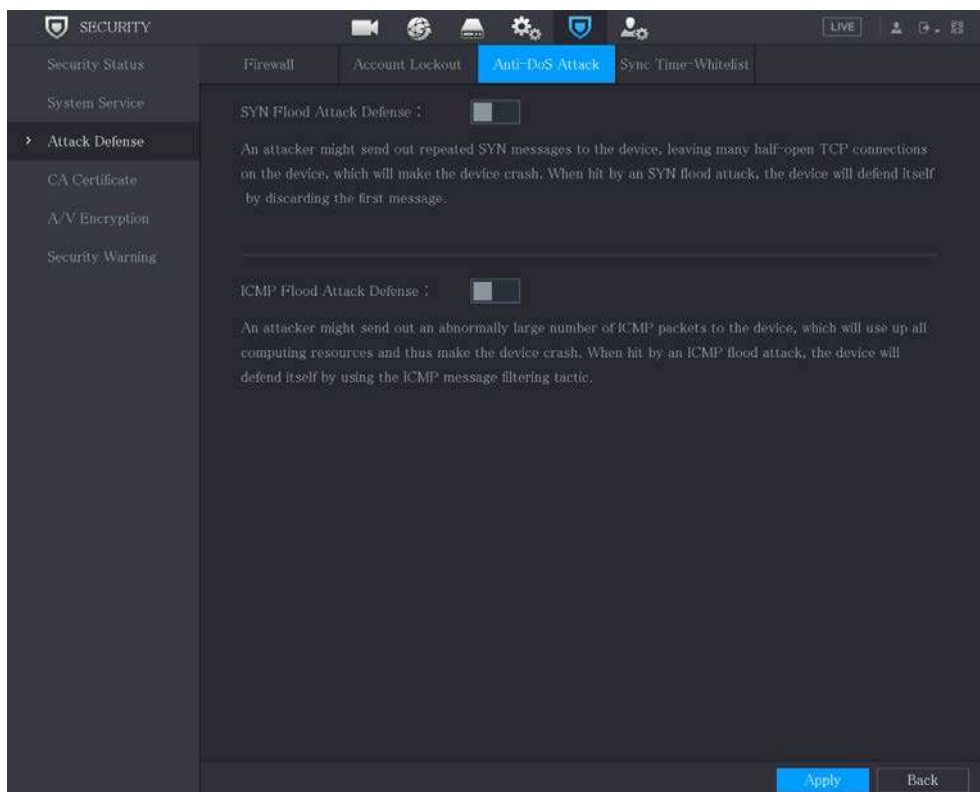 SECURITY
LIVE
Security Status
System Service
Attack Defense
CA Certificate
A/V Encryption
Security Warning
Firewall
Account Lockout
Anti-DoS Attack
Sync Time-Whitelist
SYN Flood Attack Defense :
An attacker might send out repeated SYN messages to the device, leaving many half-open TCP connections
on the device, which will make the device crash. When hit by an SYN flood attack, the device will defend itself
by discarding the first message.
ICMP Flood Attack Defense :
An attacker might send out an abnormally large number of ICMP packets to the device, which will use up all
computing resources and thus make the device crash. When hit by an ICMP flood attack, the device will
defend itself by using the ICMP message filtering tactic.
Apply
Back